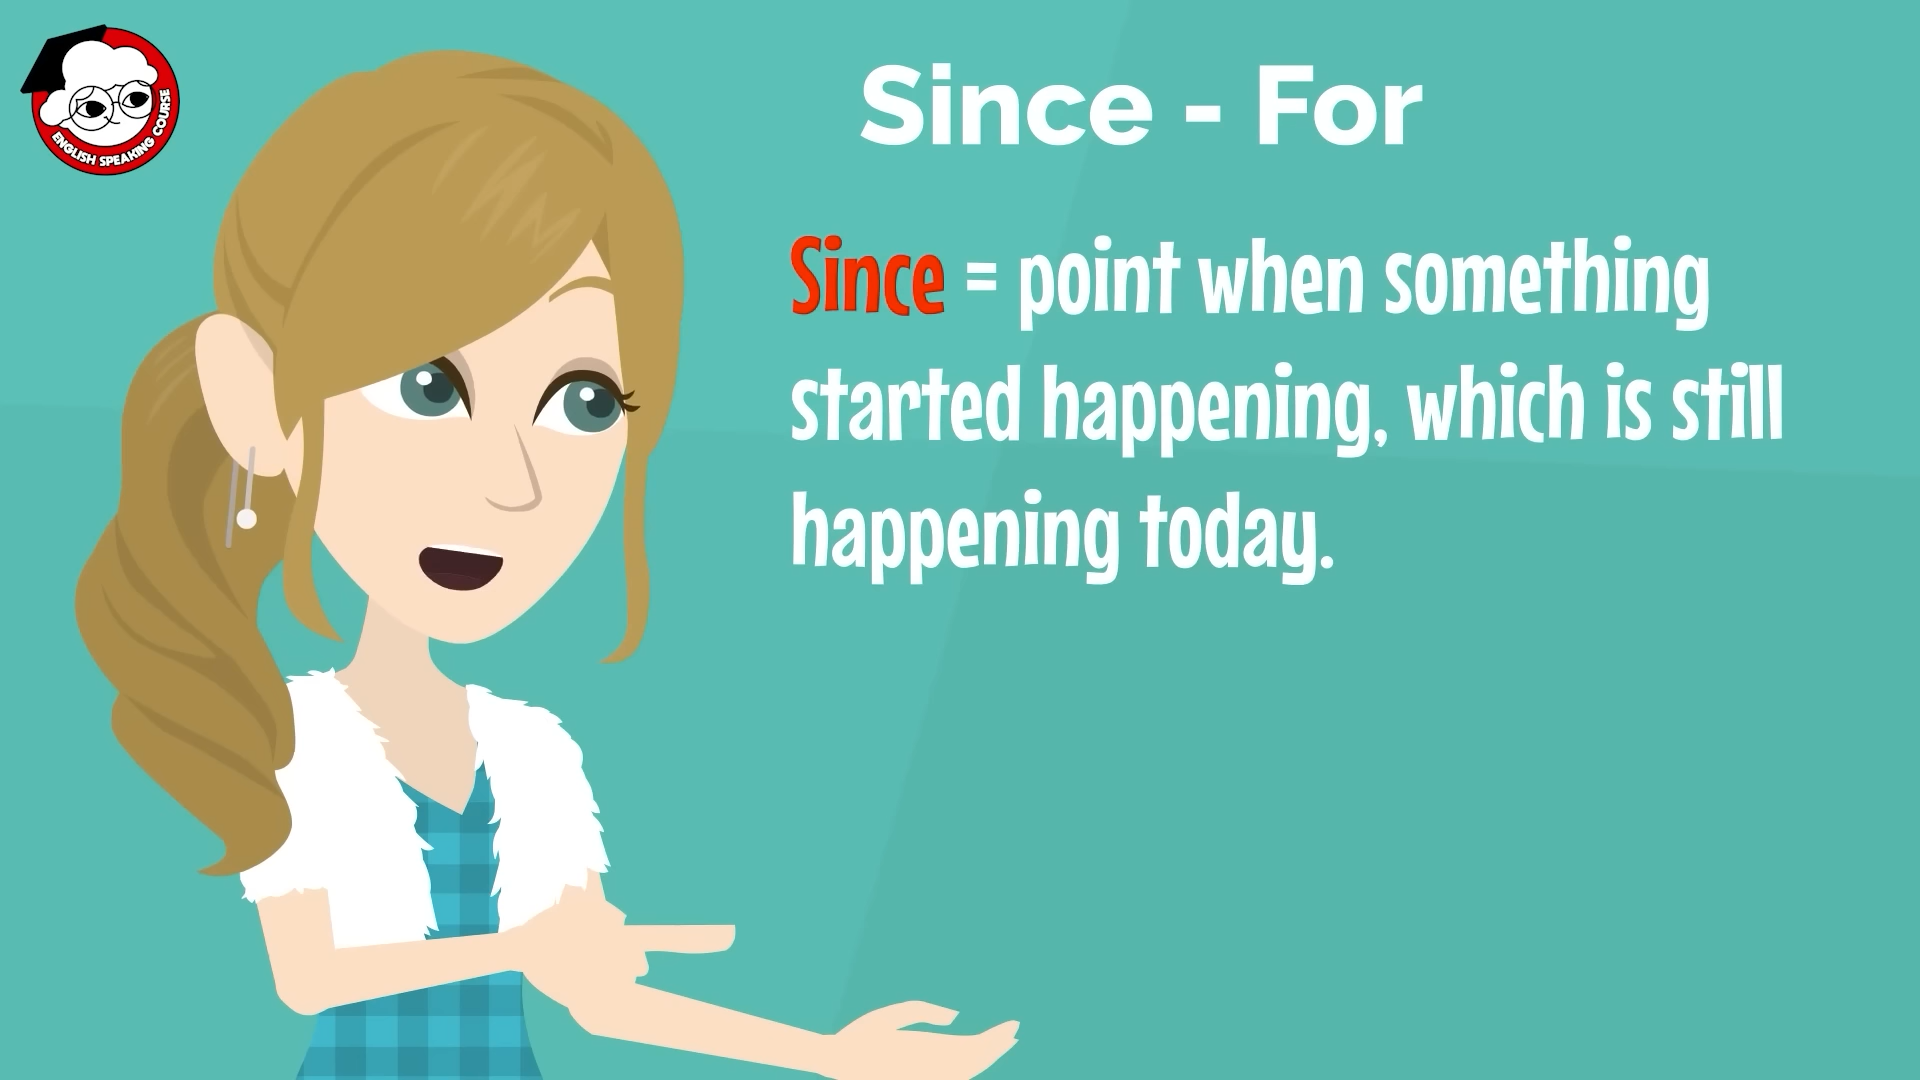 ENGLISH SPEAKING COURSE
Since - For
Since = point when something
started happening, which is still
happening today.